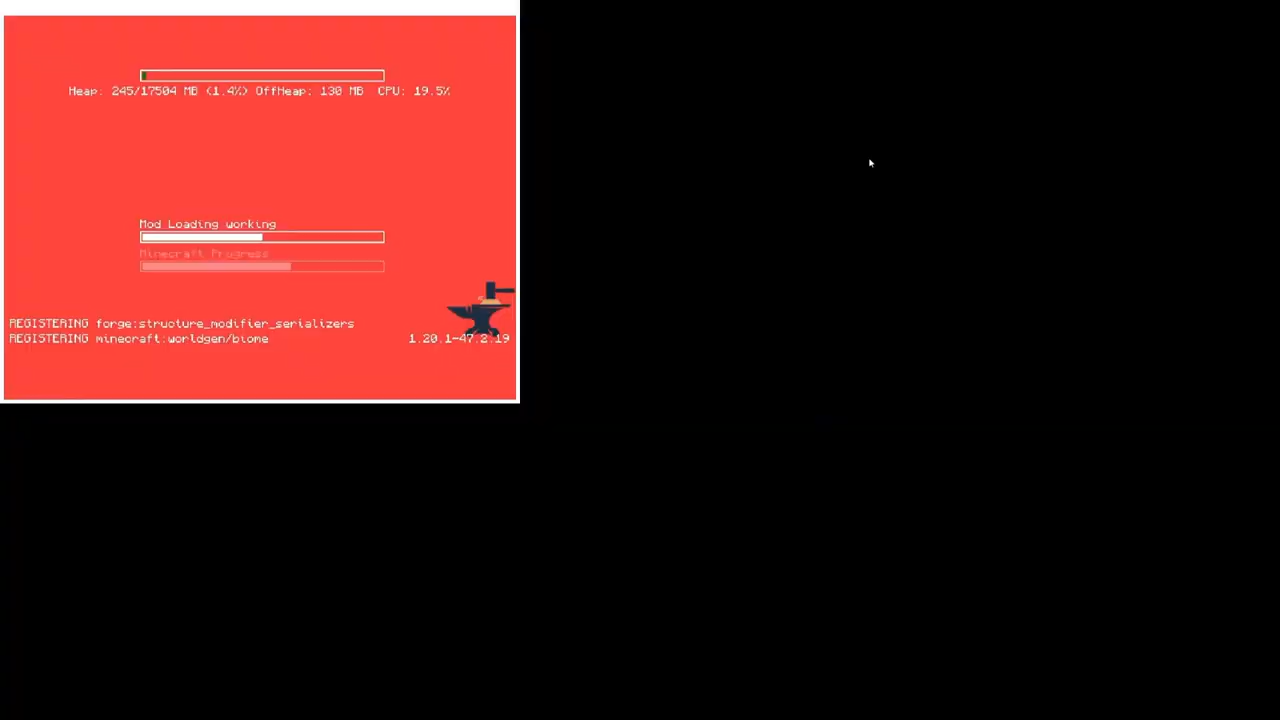 Heap: 245/17504 MB (1.4%) OffHeap: 130 MB  CPU: 19.5%
Mod Loading working
Minecraft Progress
REGISTERING forge:structure_modifier_serializers
REGISTERING minecraft:worldgen/biome
1.20.1-47.2.19